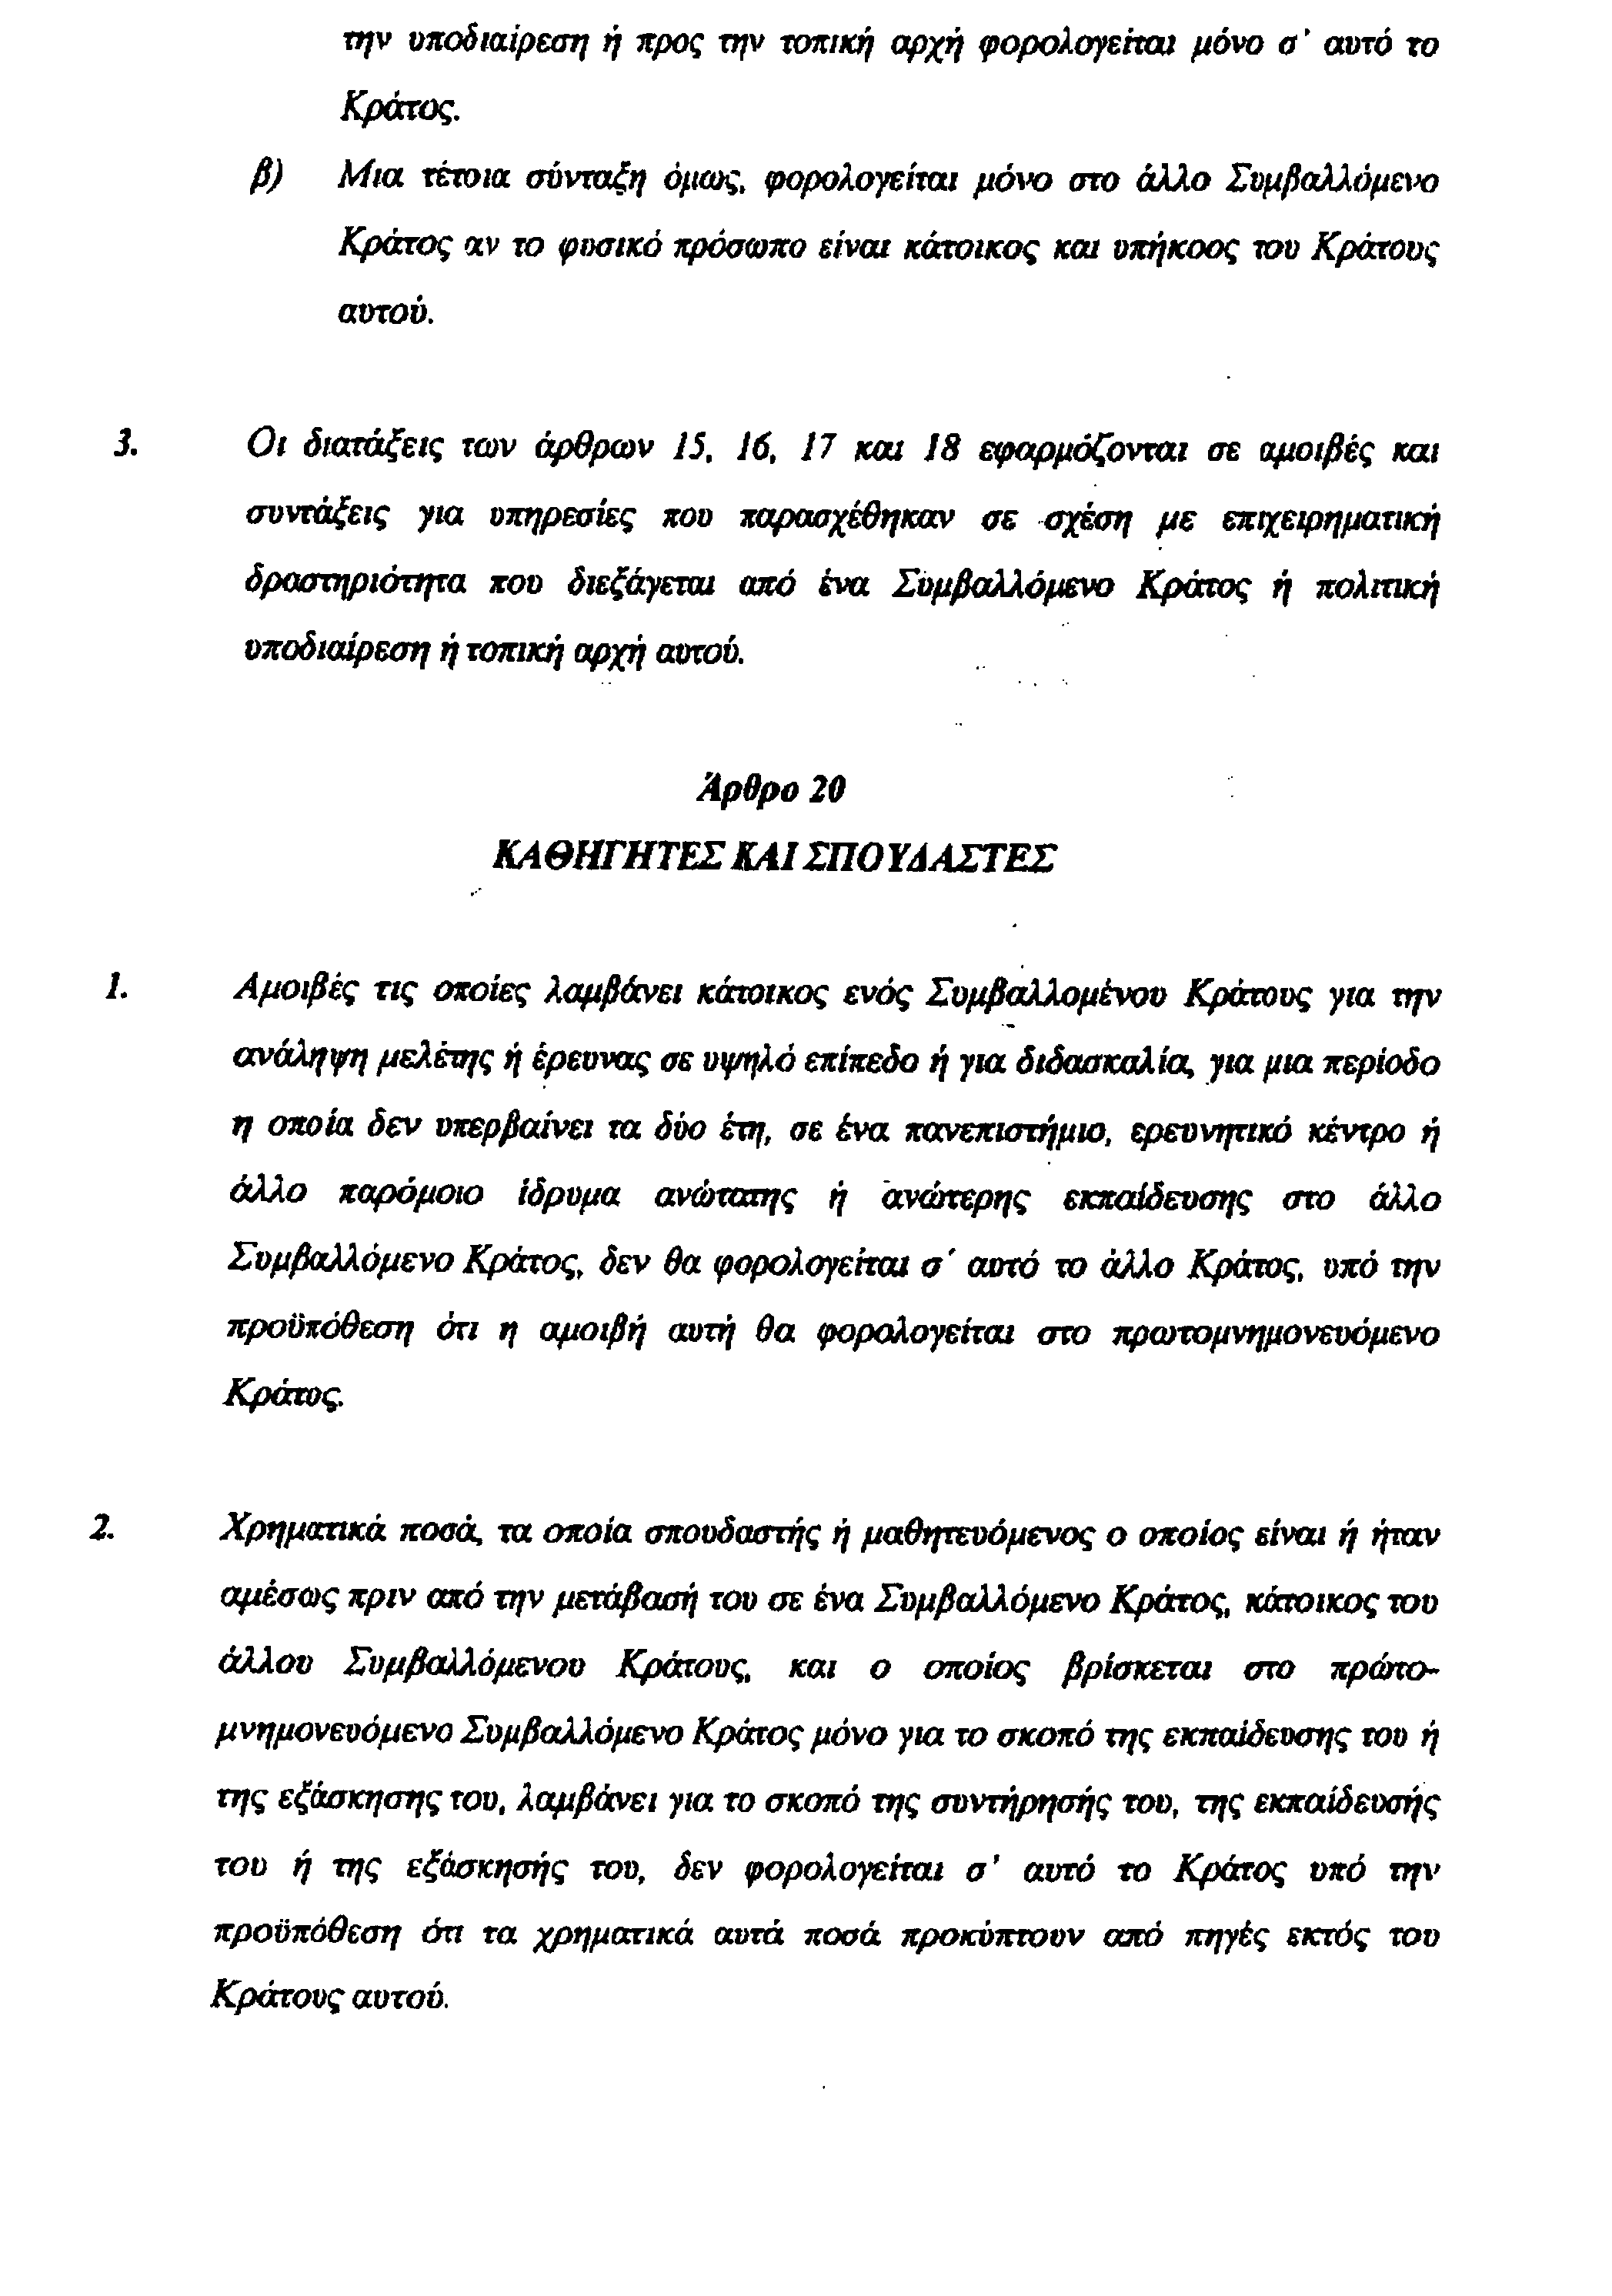 την υποδιαίρεση ή προς την τοπική αρχή φορολογείται μόνο σ' αυτό το
Κράτος.
β) Μια τέτοια σύνταξη όμως, φορολογείται μόνο στο άλλο Συμβαλλόμενο
Κράτος αν το φυσικό πρόσωπο είναι κάτοικος και υπήκοος του Κράτους
αυτού.
3. Οι διατάξεις των άρθρων 15, 16, 17 και 18 εφαρμόζονται σε αμοιβές και
συντάξεις για υπηρεσίες που παρασχέθηκαν σε σχέση με επιχειρηματική
δραστηριότητα που διεξάγεται από ένα Συμβαλλόμενο Κράτος ή πολιτική
υποδιαίρεση ή τοπική αρχή αυτού.
Άρθρο 20
ΚΑΘΗΓΗΤΕΣ ΚΑΙ ΣΠΟΥΔΑΣΤΕΣ
1. Αμοιβές τις οποίες λαμβάνει κάτοικος ενός Συμβαλλομένου Κράτους για την
ανάληψη μελέτης ή έρευνας σε υψηλό επίπεδο ή για διδασκαλία, για μια περίοδο
η οποία δεν υπερβαίνει τα δύο έτη, σε ένα πανεπιστήμιο, ερευνητικό κέντρο ή
άλλο παρόμοιο ίδρυμα ανώτατης ή ανώτερης εκπαίδευσης στο άλλο
Συμβαλλόμενο Κράτος, δεν θα φορολογείται σ' αυτό το άλλο Κράτος, υπό την
προϋπόθεση ότι η αμοιβή αυτή θα φορολογείται στο πρωτομνημονευόμενο
Κράτος.
2. Χρηματικά ποσά, τα οποία σπουδαστής ή μαθητευόμενος ο οποίος είναι ή ήταν
αμέσως πριν από την μετάβασή του σε ένα Συμβαλλόμενο Κράτος, κάτοικος του
άλλου Συμβαλλόμενου Κράτους, και ο οποίος βρίσκεται στο πρώτο-
μνημονευόμενο Συμβαλλόμενο Κράτος μόνο για το σκοπό της εκπαίδευσης του ή
της εξάσκησης του, λαμβάνει για το σκοπό της συντήρησής του, της εκπαίδευσής
του ή της εξάσκησής του, δεν φορολογείται σ' αυτό το Κράτος υπό την
προϋπόθεση ότι τα χρηματικά αυτά ποσά προκύπτουν από πηγές εκτός του
Κράτους αυτού.